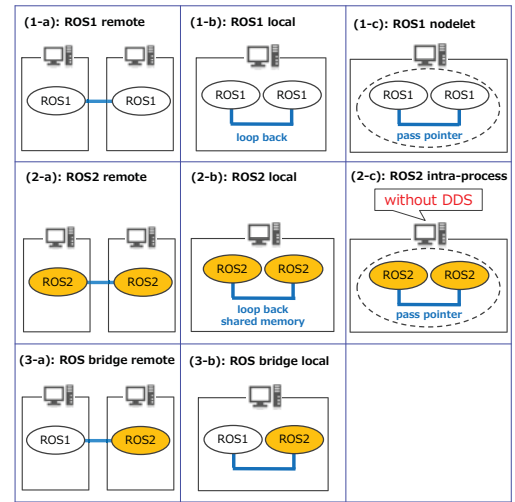 (1-a): ROS1 remote
ROS1
ROS1
(1-b): ROS1 local
ROS1
ROS1
loop back
(1-c): ROS1 nodelet
ROS1
ROS1
pass pointer
(2-a): ROS2 remote
ROS2
ROS2
(2-b): ROS2 local
ROS2
ROS2
loop back
shared memory
(2-c): ROS2 intra-process
without DDS
ROS2
ROS2
pass pointer
(3-a): ROS bridge remote
ROS1
ROS2
(3-b): ROS bridge local
ROS1
ROS2